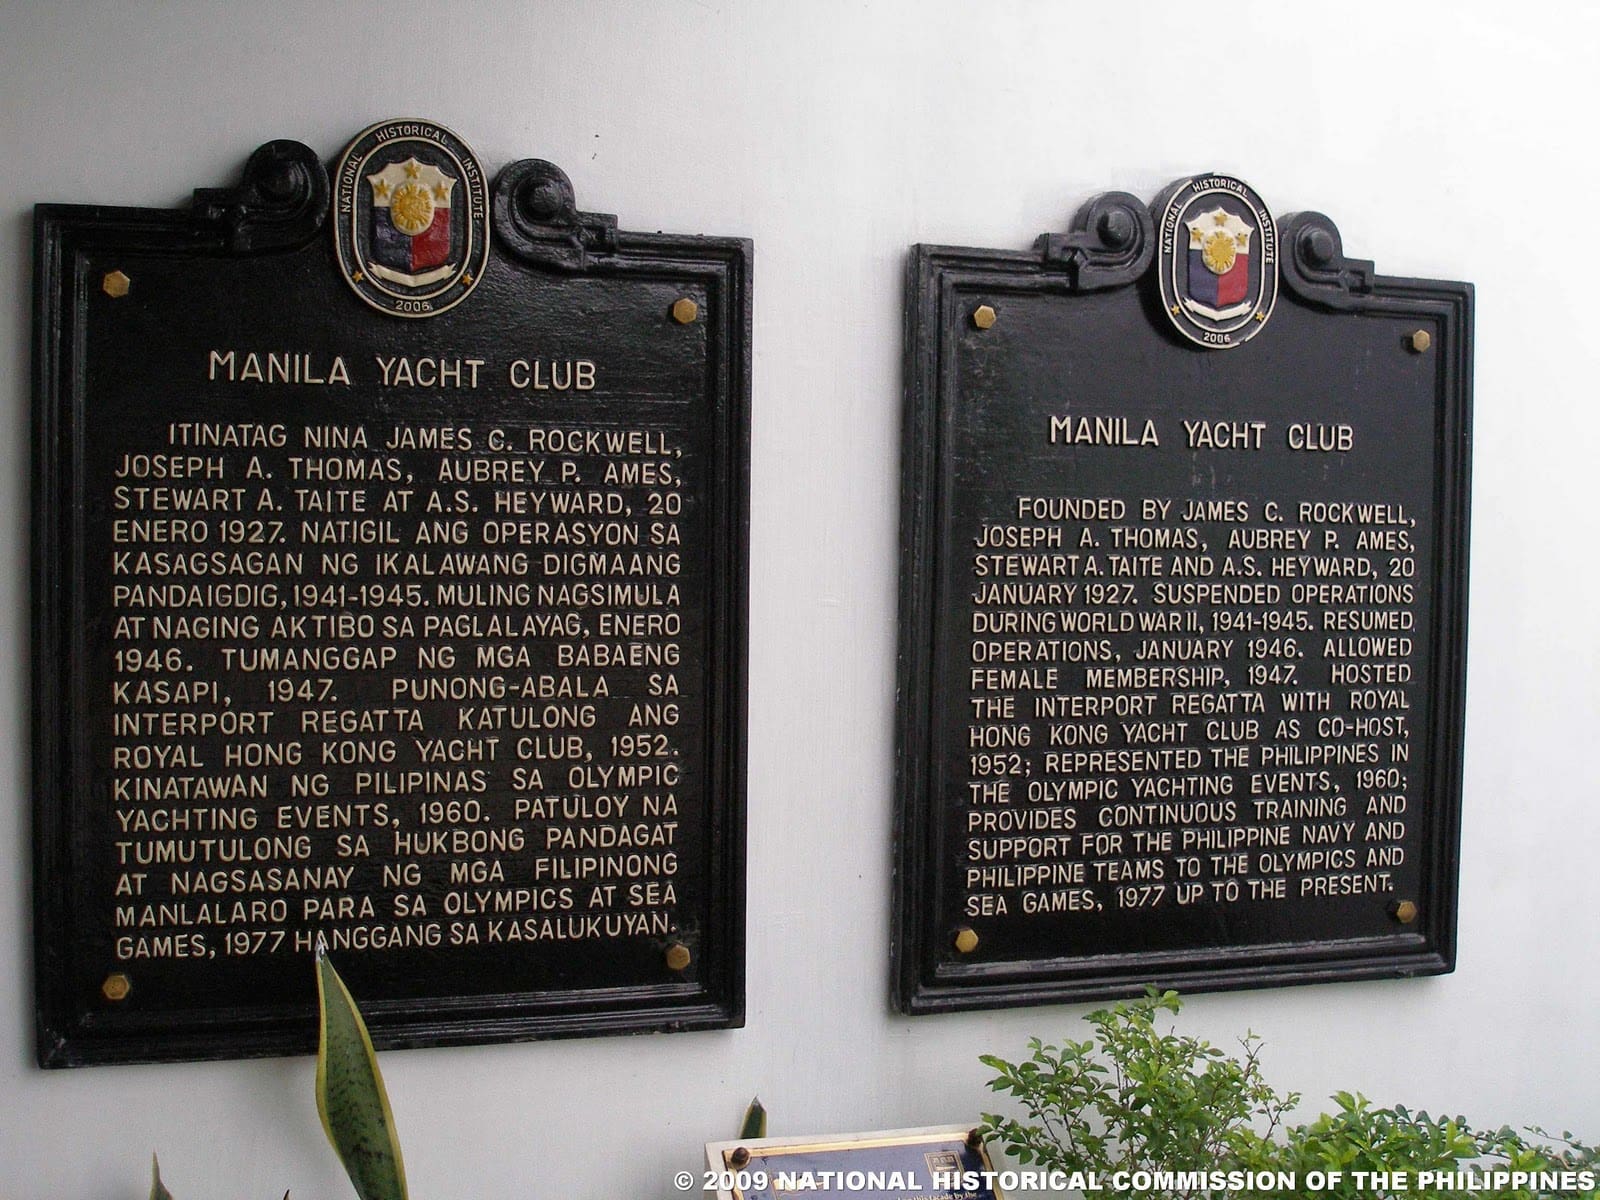 NATIONAL HISTORICAL INSTITUTE
2006
MANILA YACHT CLUB
ITINATAG NINA JAMES C. ROCKWELL,
JOSEPH A. THOMAS, AUBREY P. AMES,
STEWART A. TAITE AT A.S. HEYWARD, 20
ENERO 1927. NATIGIL ANG OPERASYON SA
KASAGSAGAN NG IKALAWANG DIGMAANG
PANDAIGDIG, 1941-1945. MULING NAGSIMULA
AT NAGING AKTIBO SA PAGLALAYAG, ENERO
1946. TUMANGGAP NG MGA BABAENG
KASAPI, 1947. PUNONG-ABALA SA
INTERPORT REGATTA KATULONG ANG
ROYAL HONG KONG YACHT CLUB, 1952.
KINATAWAN NG PILIPINAS SA OLYMPIC
YACHTING EVENTS, 1960. PATULOY NA
TUMUTULONG SA HUKBONG PANDAGAT
AT NAGSASANAY NG MGA FILIPINONG
MANLALARO PARA SA OLYMPICS AT SEA
GAMES, 1977 HANGGANG SA KASALUKUYAN.
NATIONAL HISTORICAL INSTITUTE
2006
MANILA YACHT CLUB
FOUNDED BY JAMES C. ROCKWELL,
JOSEPH A. THOMAS, AUBREY P. AMES,
STEWART A. TAITE AND A.S. HEYWARD, 20
JANUARY 1927. SUSPENDED OPERATIONS
DURING WORLD WAR II, 1941-1945. RESUMED
OPERATIONS, JANUARY 1946. ALLOWED
FEMALE MEMBERSHIP, 1947. HOSTED
THE INTERPORT REGATTA WITH ROYAL
HONG KONG YACHT CLUB AS CO-HOST,
1952; REPRESENTED THE PHILIPPINES IN
THE OLYMPIC YACHTING EVENTS, 1960;
PROVIDES CONTINUOUS TRAINING AND
SUPPORT FOR THE PHILIPPINE NAVY AND
PHILIPPINE TEAMS TO THE OLYMPICS AND
SEA GAMES, 1977 UP TO THE PRESENT.
© 2009 NATIONAL HISTORICAL COMMISSION OF THE PHILIPPINES